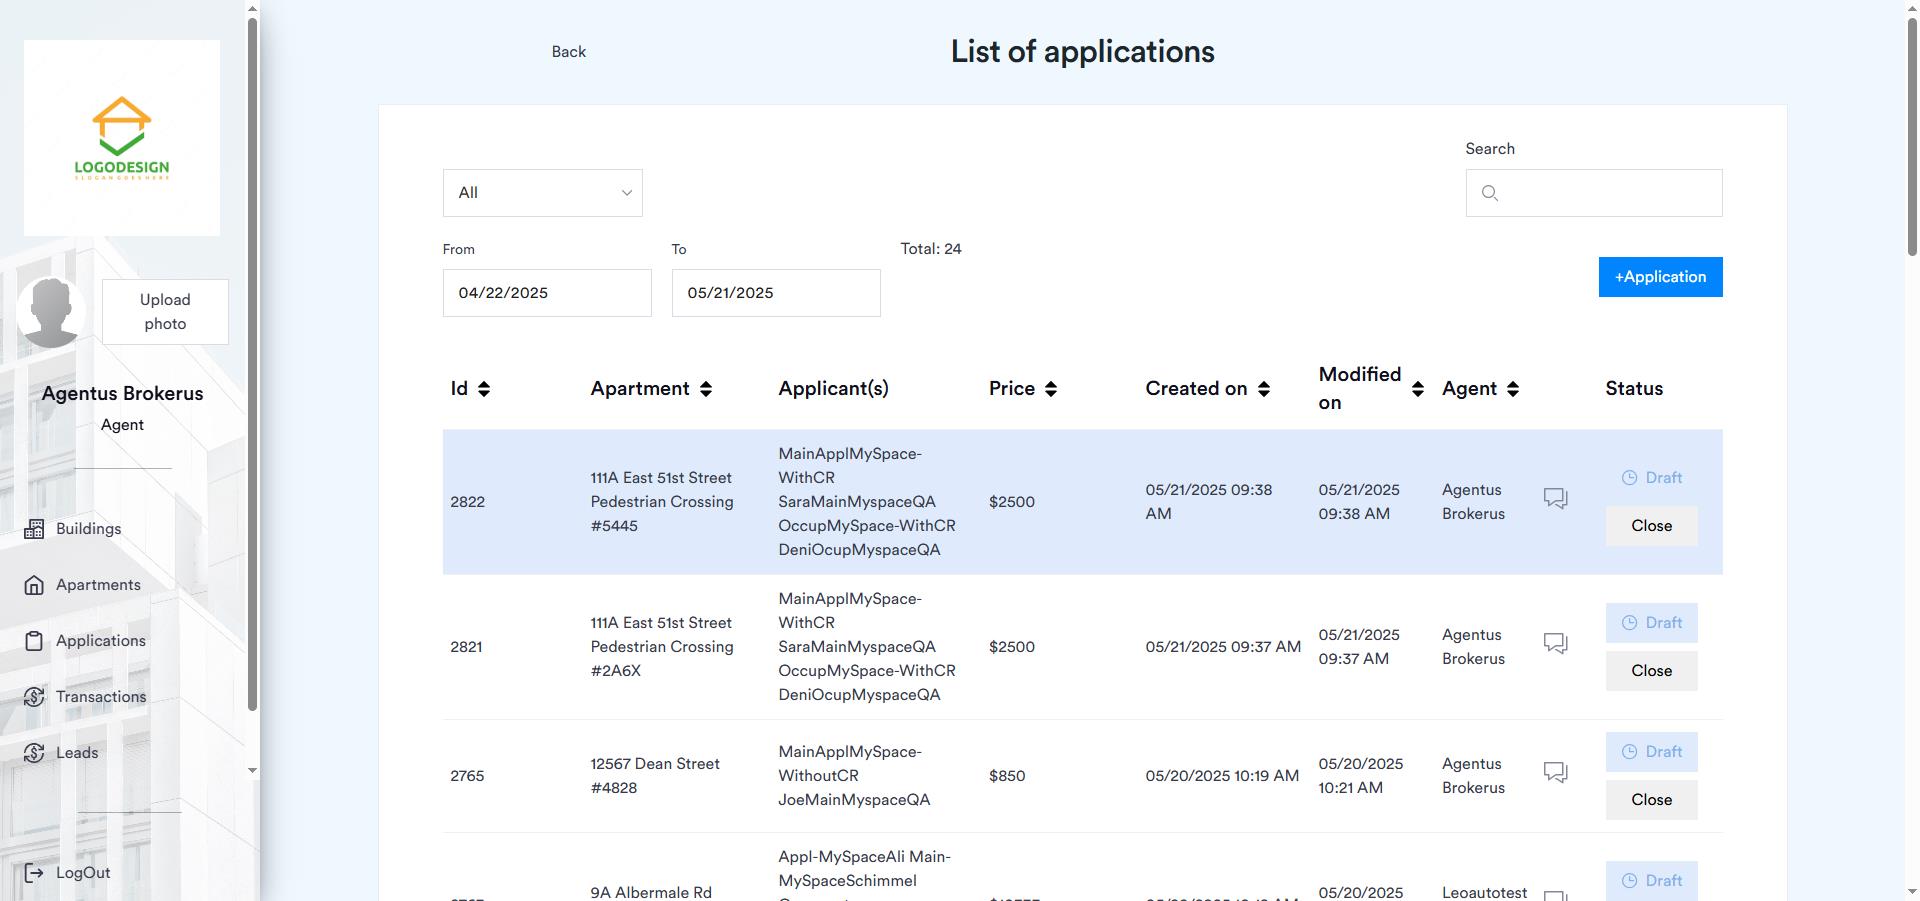 LOGODESIGN
SLOGAN GOES HERE
Upload
photo
Agentus Brokerus
Agent
Buildings
Apartments
Applications
Transactions
Leads
LogOut
Back
List of applications
All
Search
From
To
Total: 24
04/22/2025
05/21/2025
+Application
Id
Apartment
Applicant(s)
Price
Created on
Modified
on
Agent
Status
2822
111A East 51st Street
Pedestrian Crossing
#5445
MainApplMySpace-
WithCR
SaraMainMyspaceQA
OccupMySpace-WithCR
DeniOcupMyspaceQA
$2500
05/21/2025 09:38
AM
05/21/2025
09:38 AM
Agentus
Brokerus
Draft
Close
2821
111A East 51st Street
Pedestrian Crossing
#2A6X
MainApplMySpace-
WithCR
SaraMainMyspaceQA
OccupMySpace-WithCR
DeniOcupMyspaceQA
$2500
05/21/2025 09:37 AM
05/21/2025
09:37 AM
Agentus
Brokerus
Draft
Close
2765
12567 Dean Street
#4828
MainApplMySpace-
WithoutCR
JoeMainMyspaceQA
$850
05/20/2025 10:19 AM
05/20/2025
10:21 AM
Agentus
Brokerus
Draft
Close
9A Albermale Rd
Appl-MySpaceAli Main-
MySpaceSchimmel
05/20/2025
Leoautotest
Draft